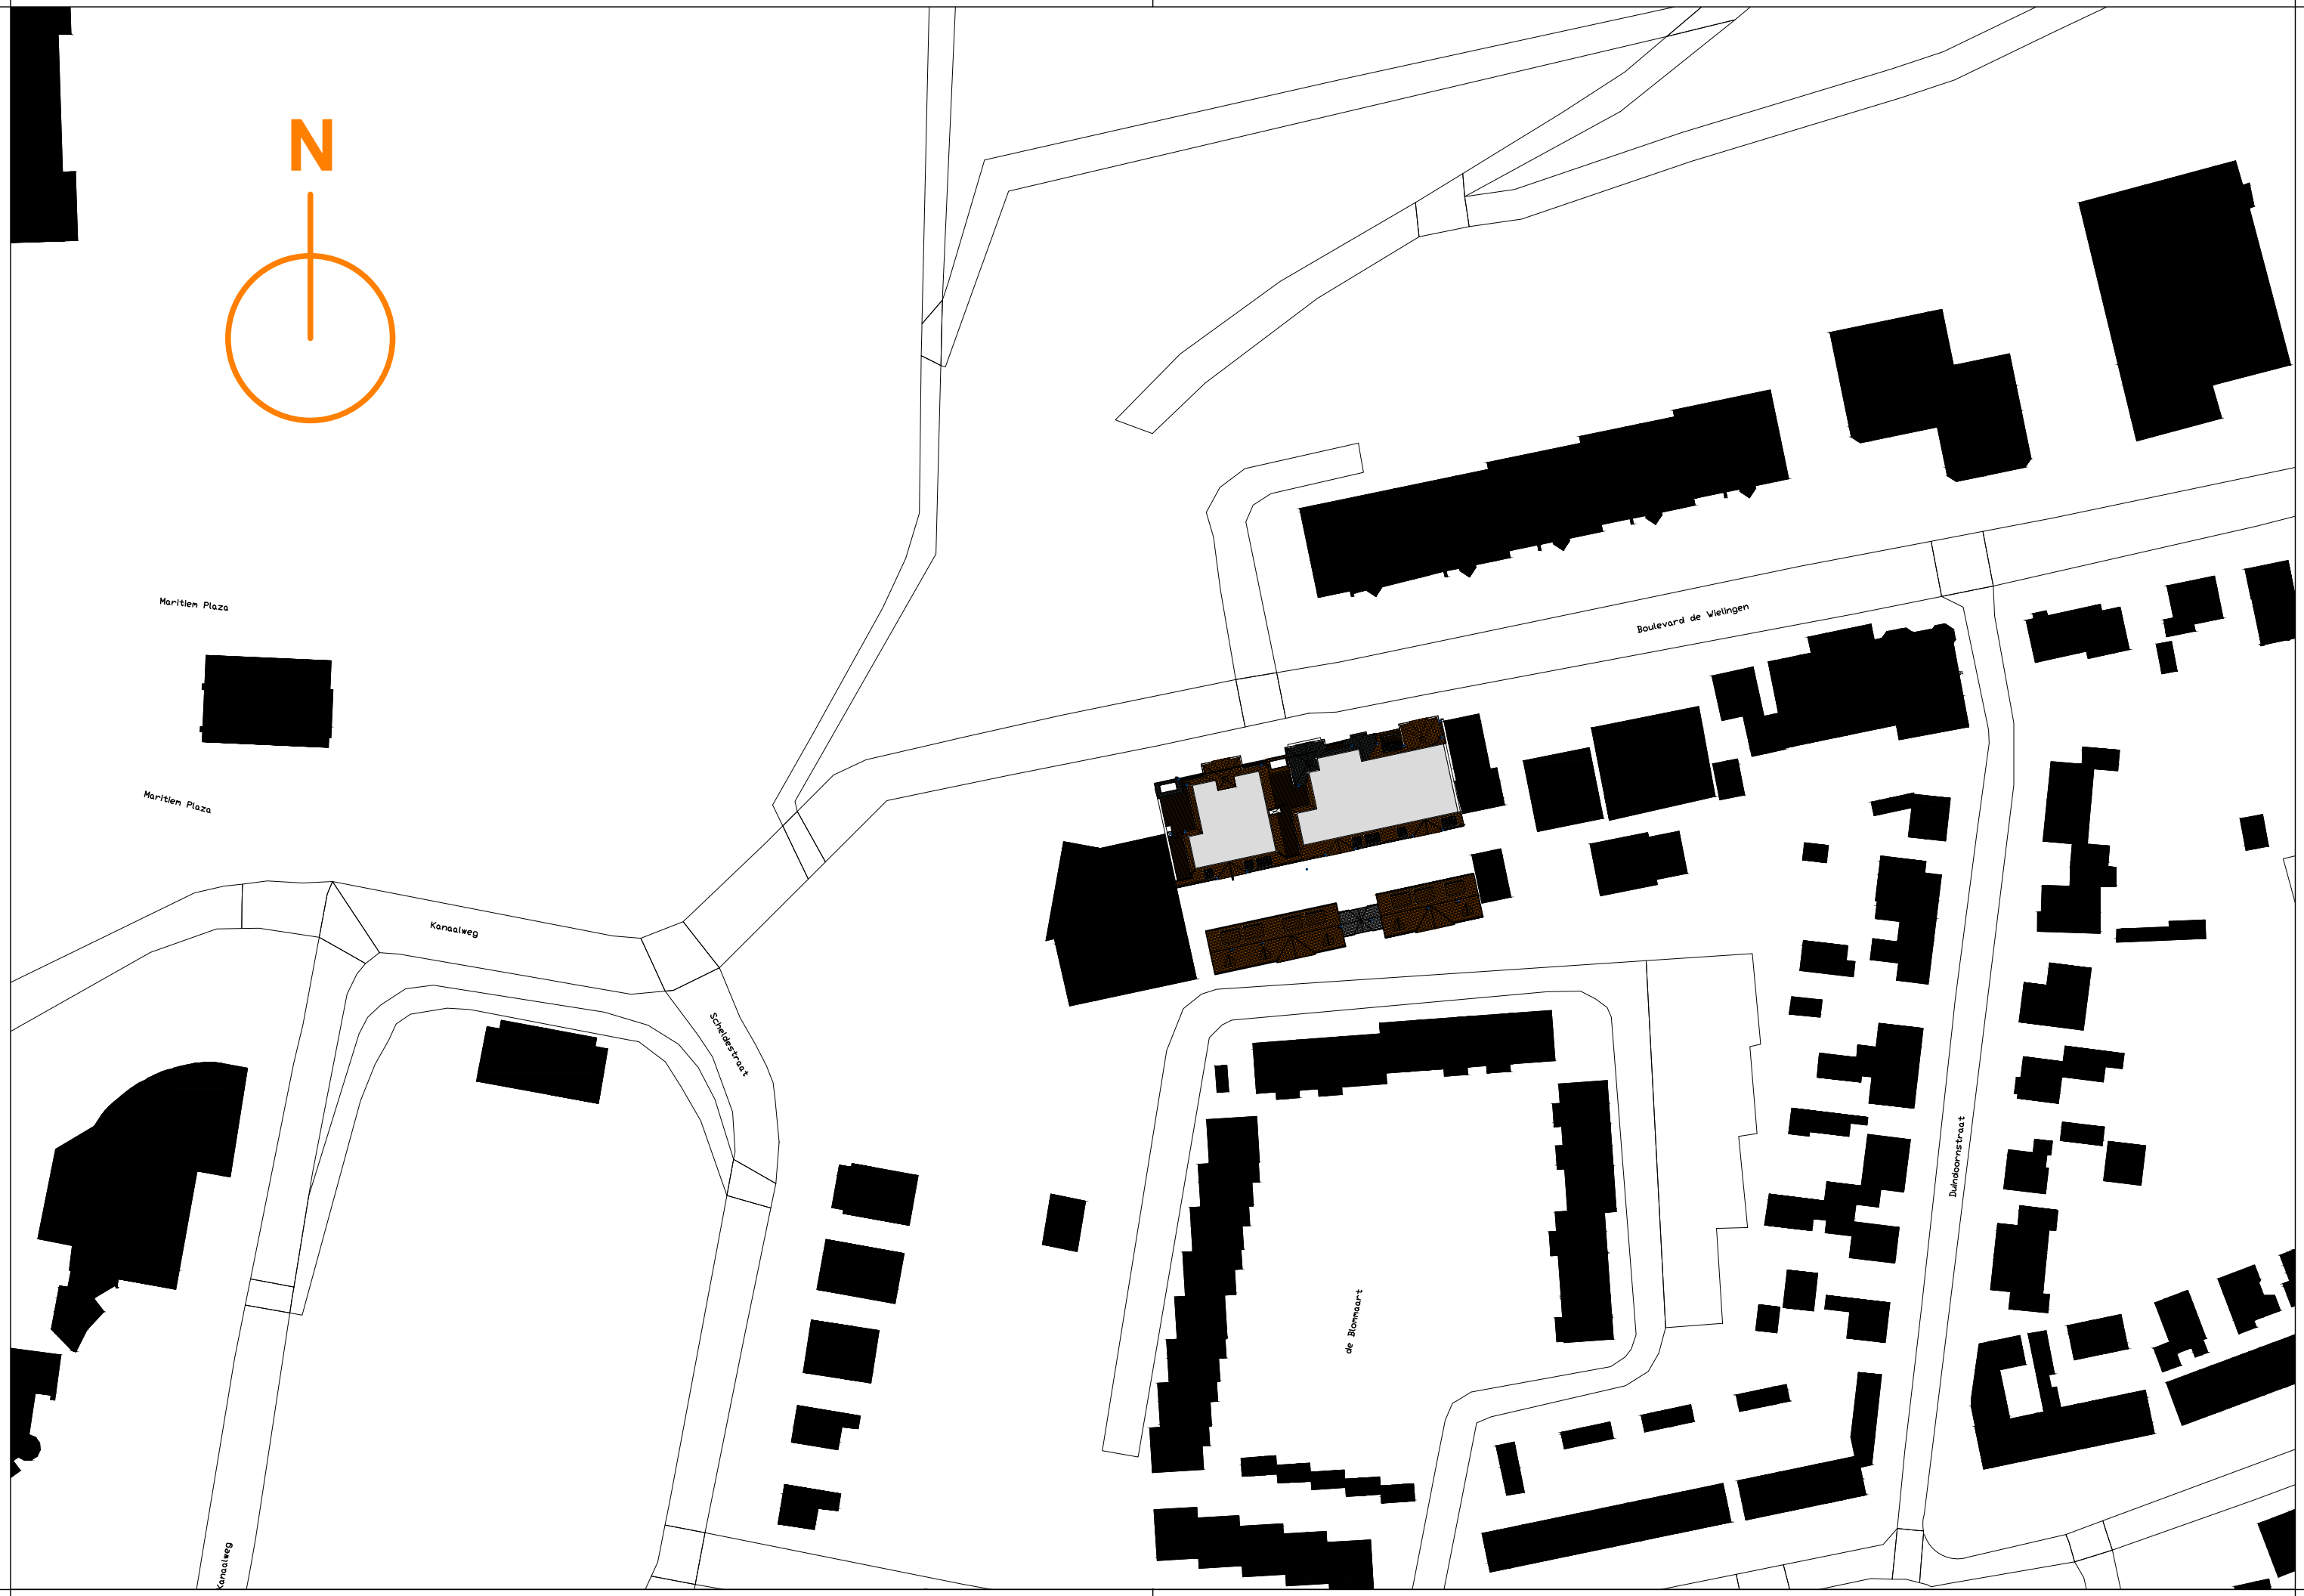 N
Maritiem Plaza
Boulevard de Wielingen
Maritiem Plaza
Kanaalweg
Scheldestraat
Duindoornstraat
de Blommaart
Kanaalweg